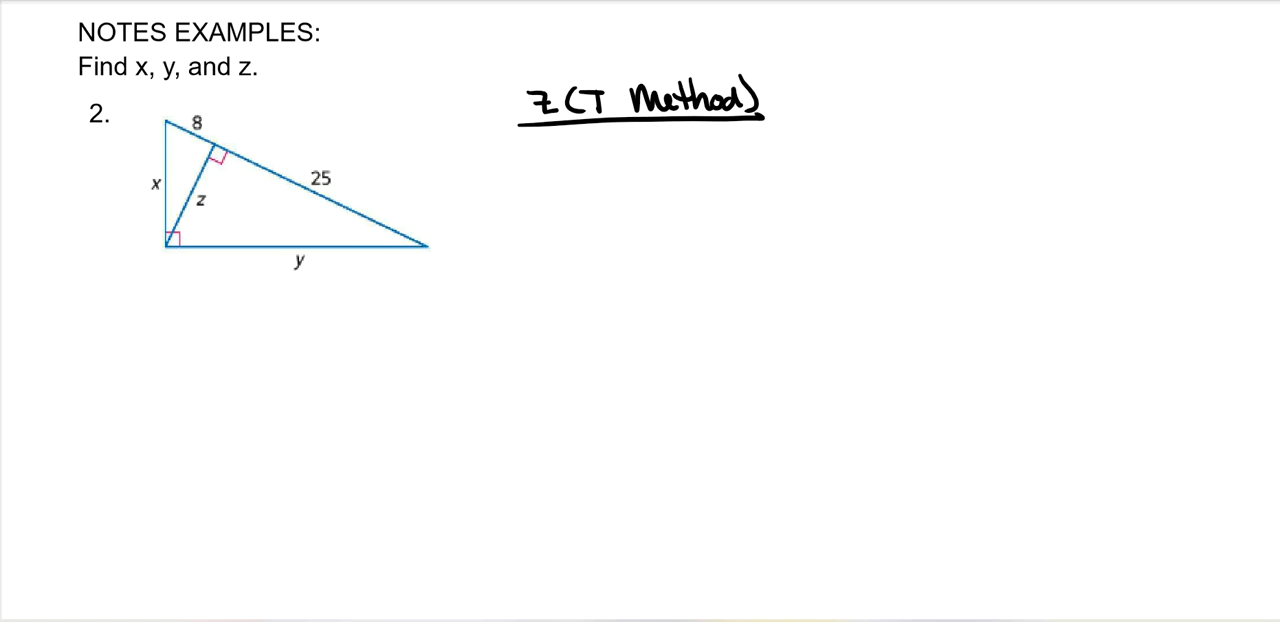 NOTES EXAMPLES:
Find x, y, and z.
z (T Method)
2.
8
25
x
z
y